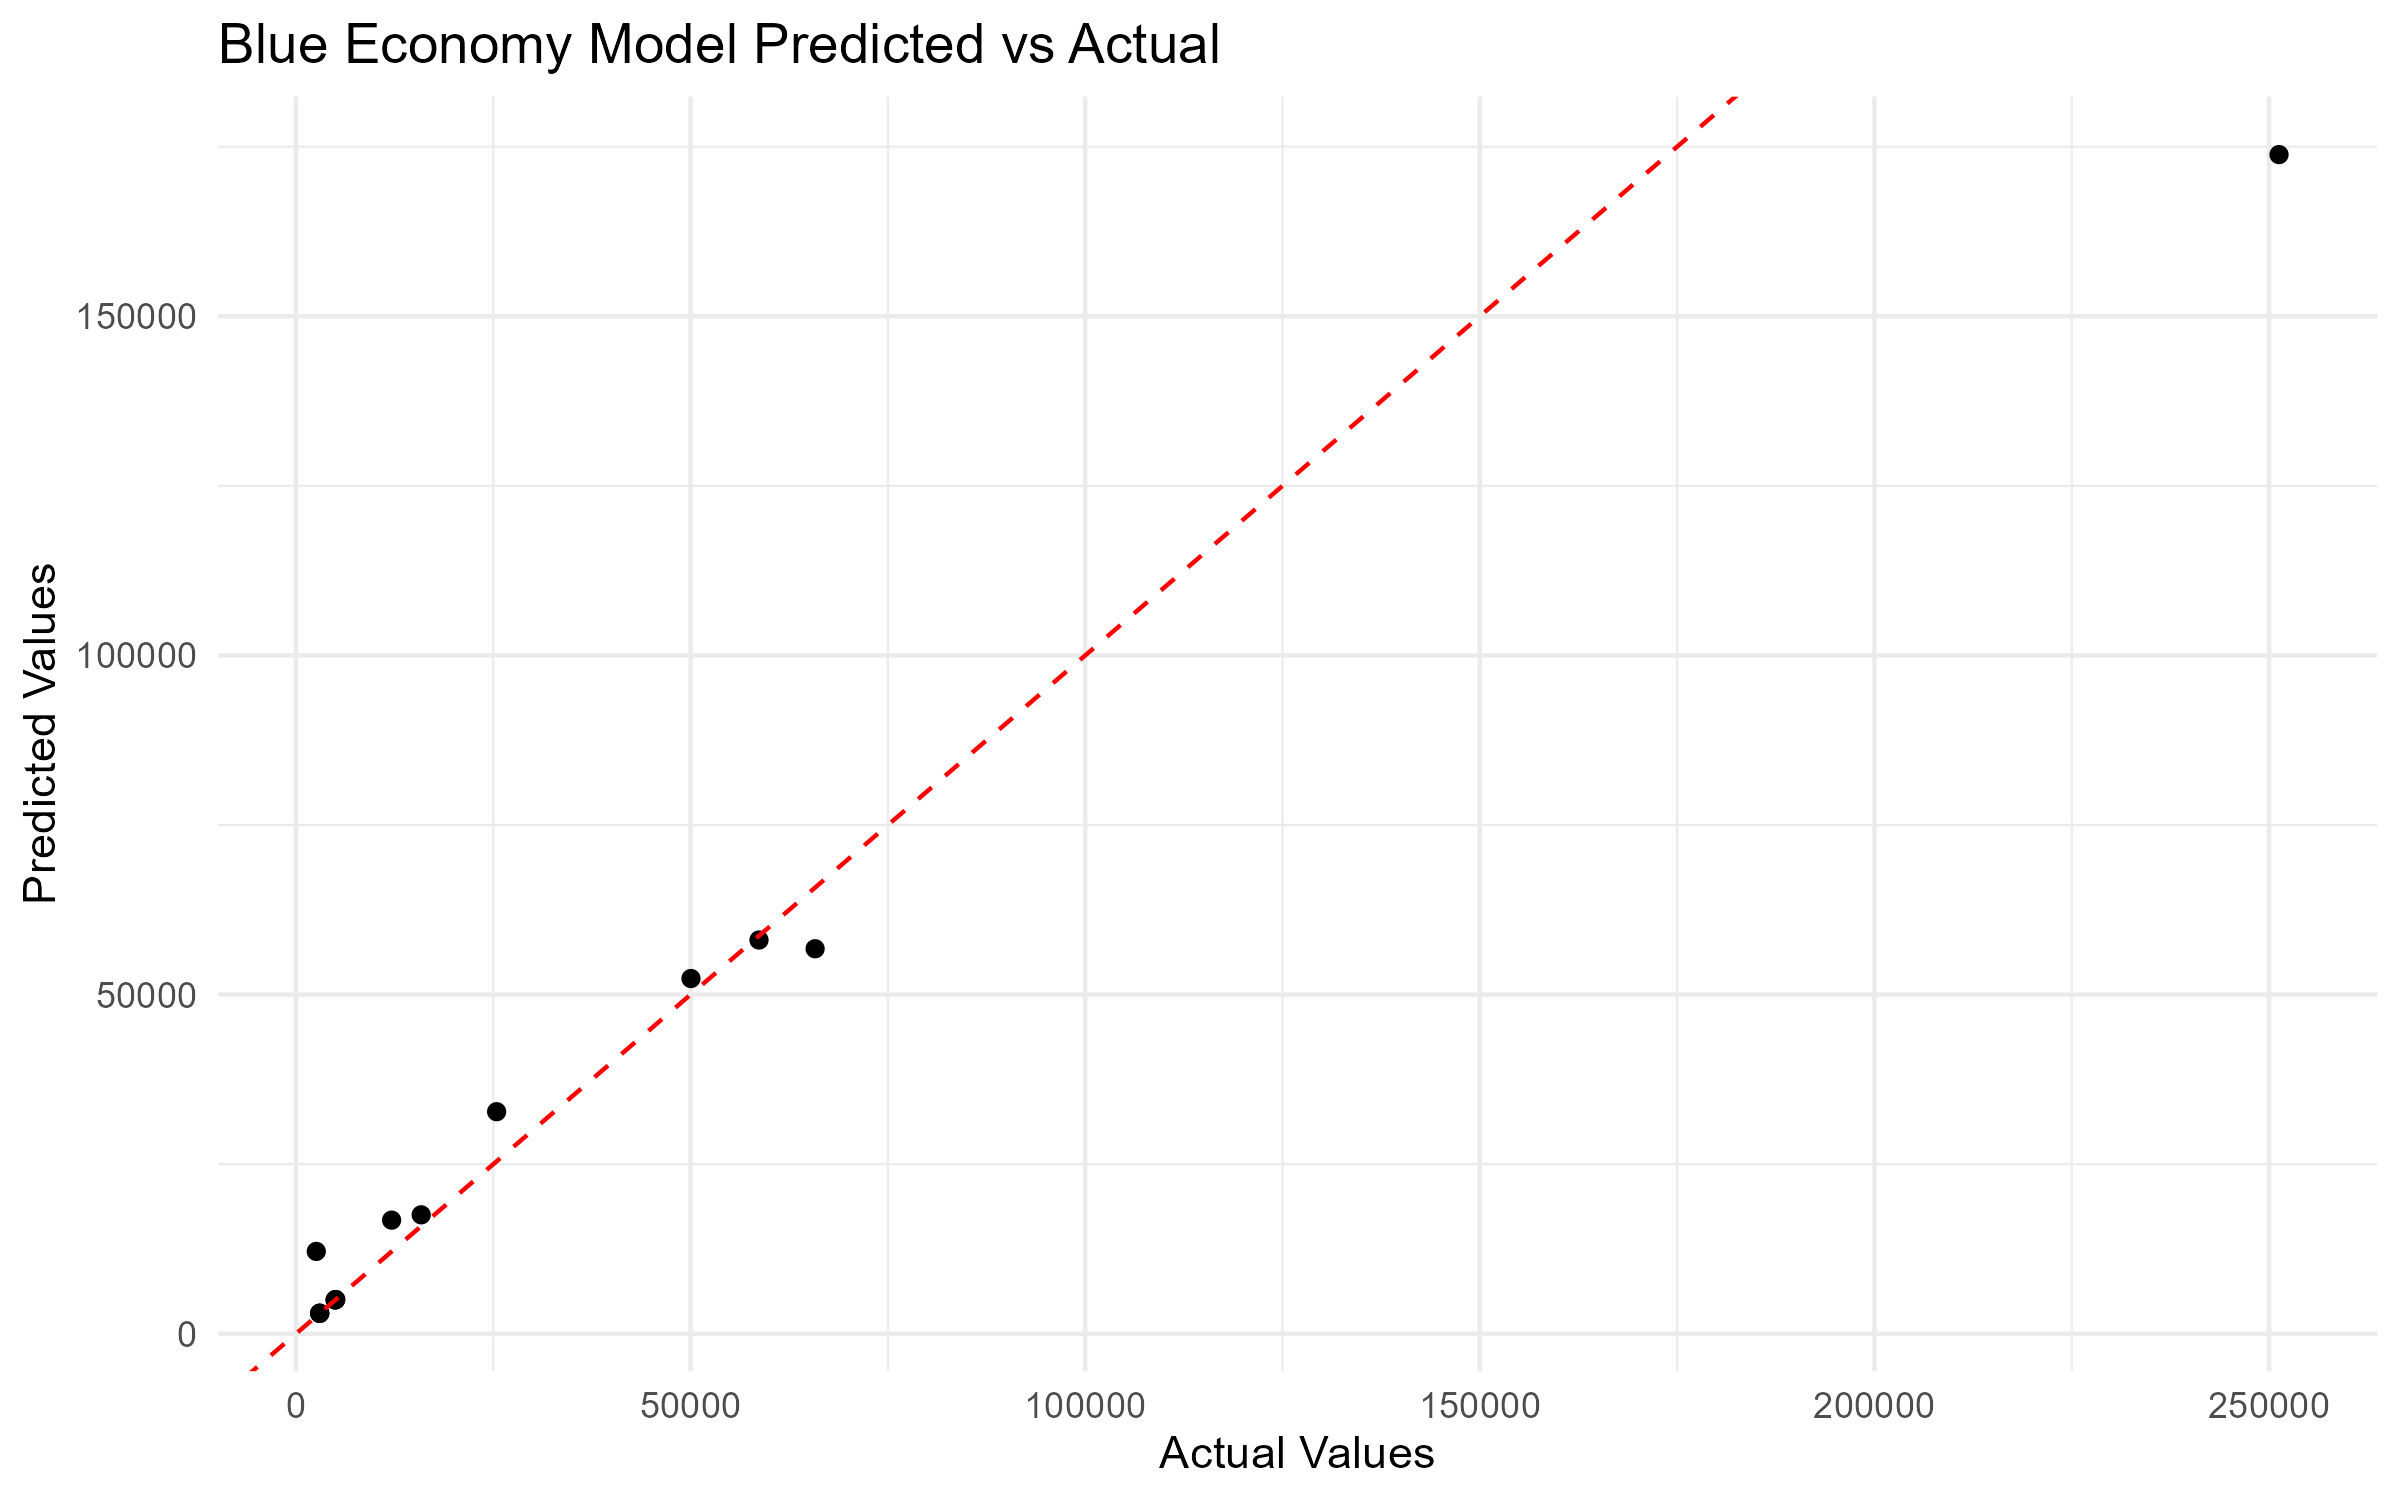 Blue Economy Model Predicted vs Actual
Predicted Values
150000
100000
50000
0
0 50000 100000 150000 200000 250000
Actual Values